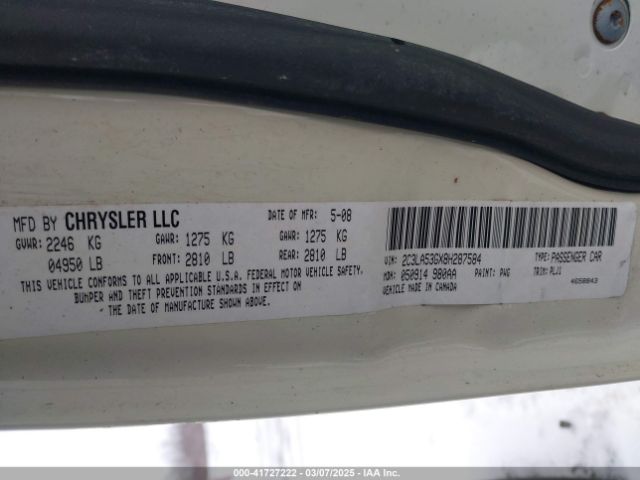 MFD BY CHRYSLER LLC
DATE OF MFR: 5-08
GVWR: 2246 KG
GAWR: 1275 KG
GAWR: 1275 KG
04950 LB
FRONT: 2810 LB
REAR: 2810 LB
THIS VEHICLE CONFORMS TO ALL APPLICABLE U.S.A. FEDERAL MOTOR VEHICLE SAFETY,
BUMPER AND THEFT PREVENTION STANDARDS IN EFFECT ON
THE DATE OF MANUFACTURE SHOWN ABOVE.
VIN: 2C3LA53GX8H287584
TYPE: PASSENGER CAR
MDH: 050914 980AA
PAINT: PWG
TRIM: PLJ1
VEHICLE MADE IN CANADA
4658843
000-41727222 — 03/07/2025 — IAA Inc.